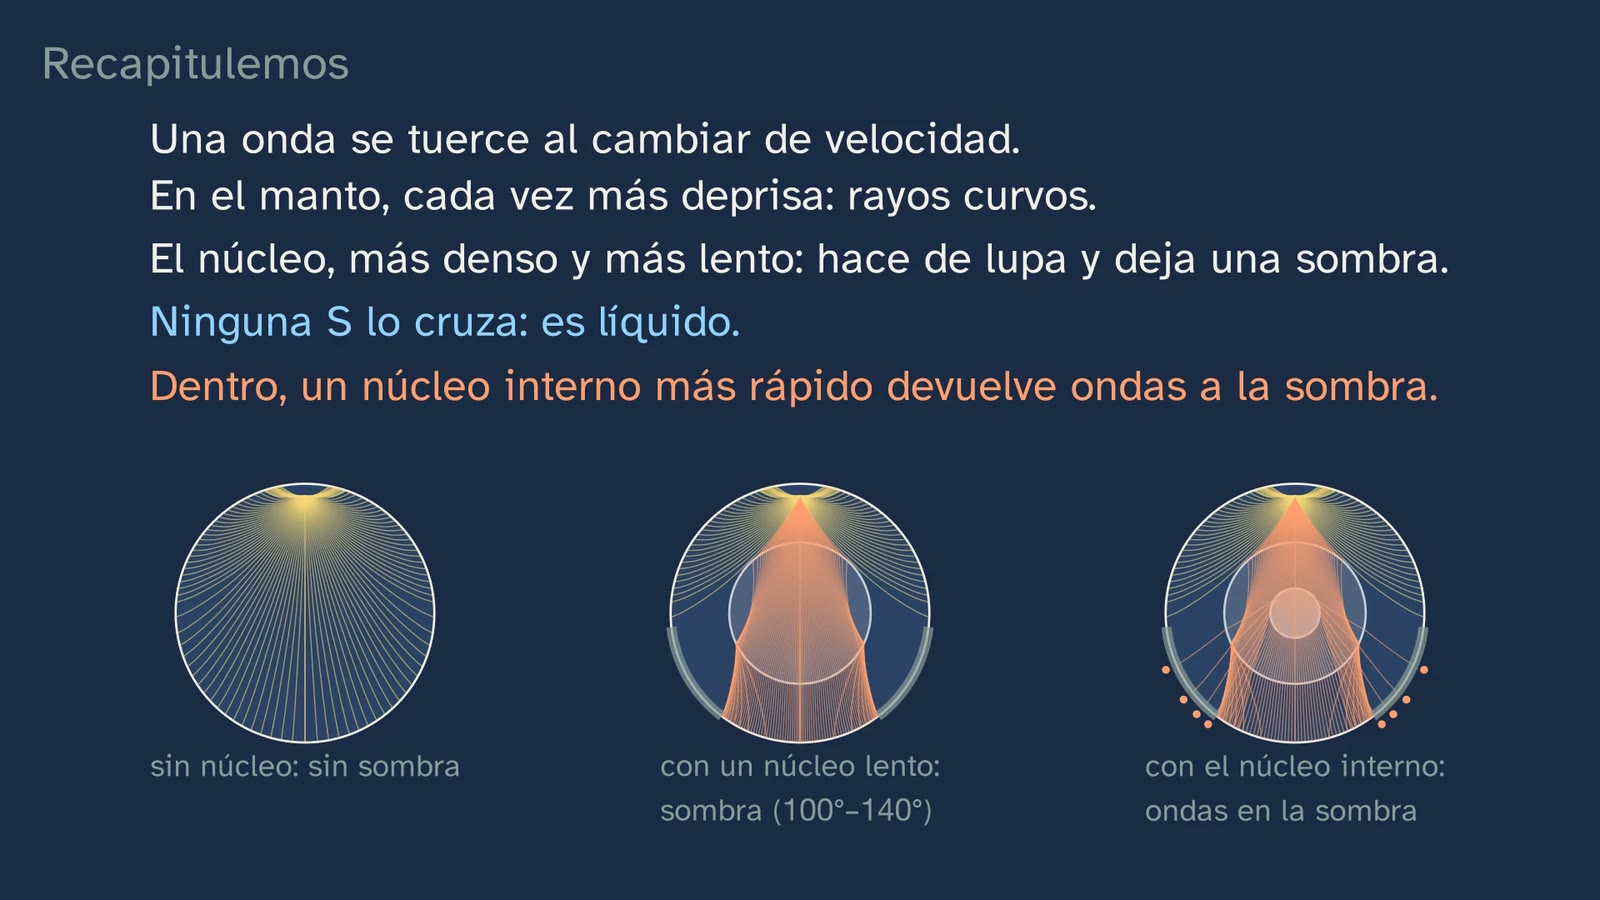 Recapitulemos
Una onda se tuerce al cambiar de velocidad.
En el manto, cada vez más deprisa: rayos curvos.
El núcleo, más denso y más lento: hace de lupa y deja una sombra.
Ninguna S lo cruza: es líquido.
Dentro, un núcleo interno más rápido devuelve ondas a la sombra.
sin núcleo: sin sombra
con un núcleo lento:
sombra (100°–140°)
con el núcleo interno:
ondas en la sombra